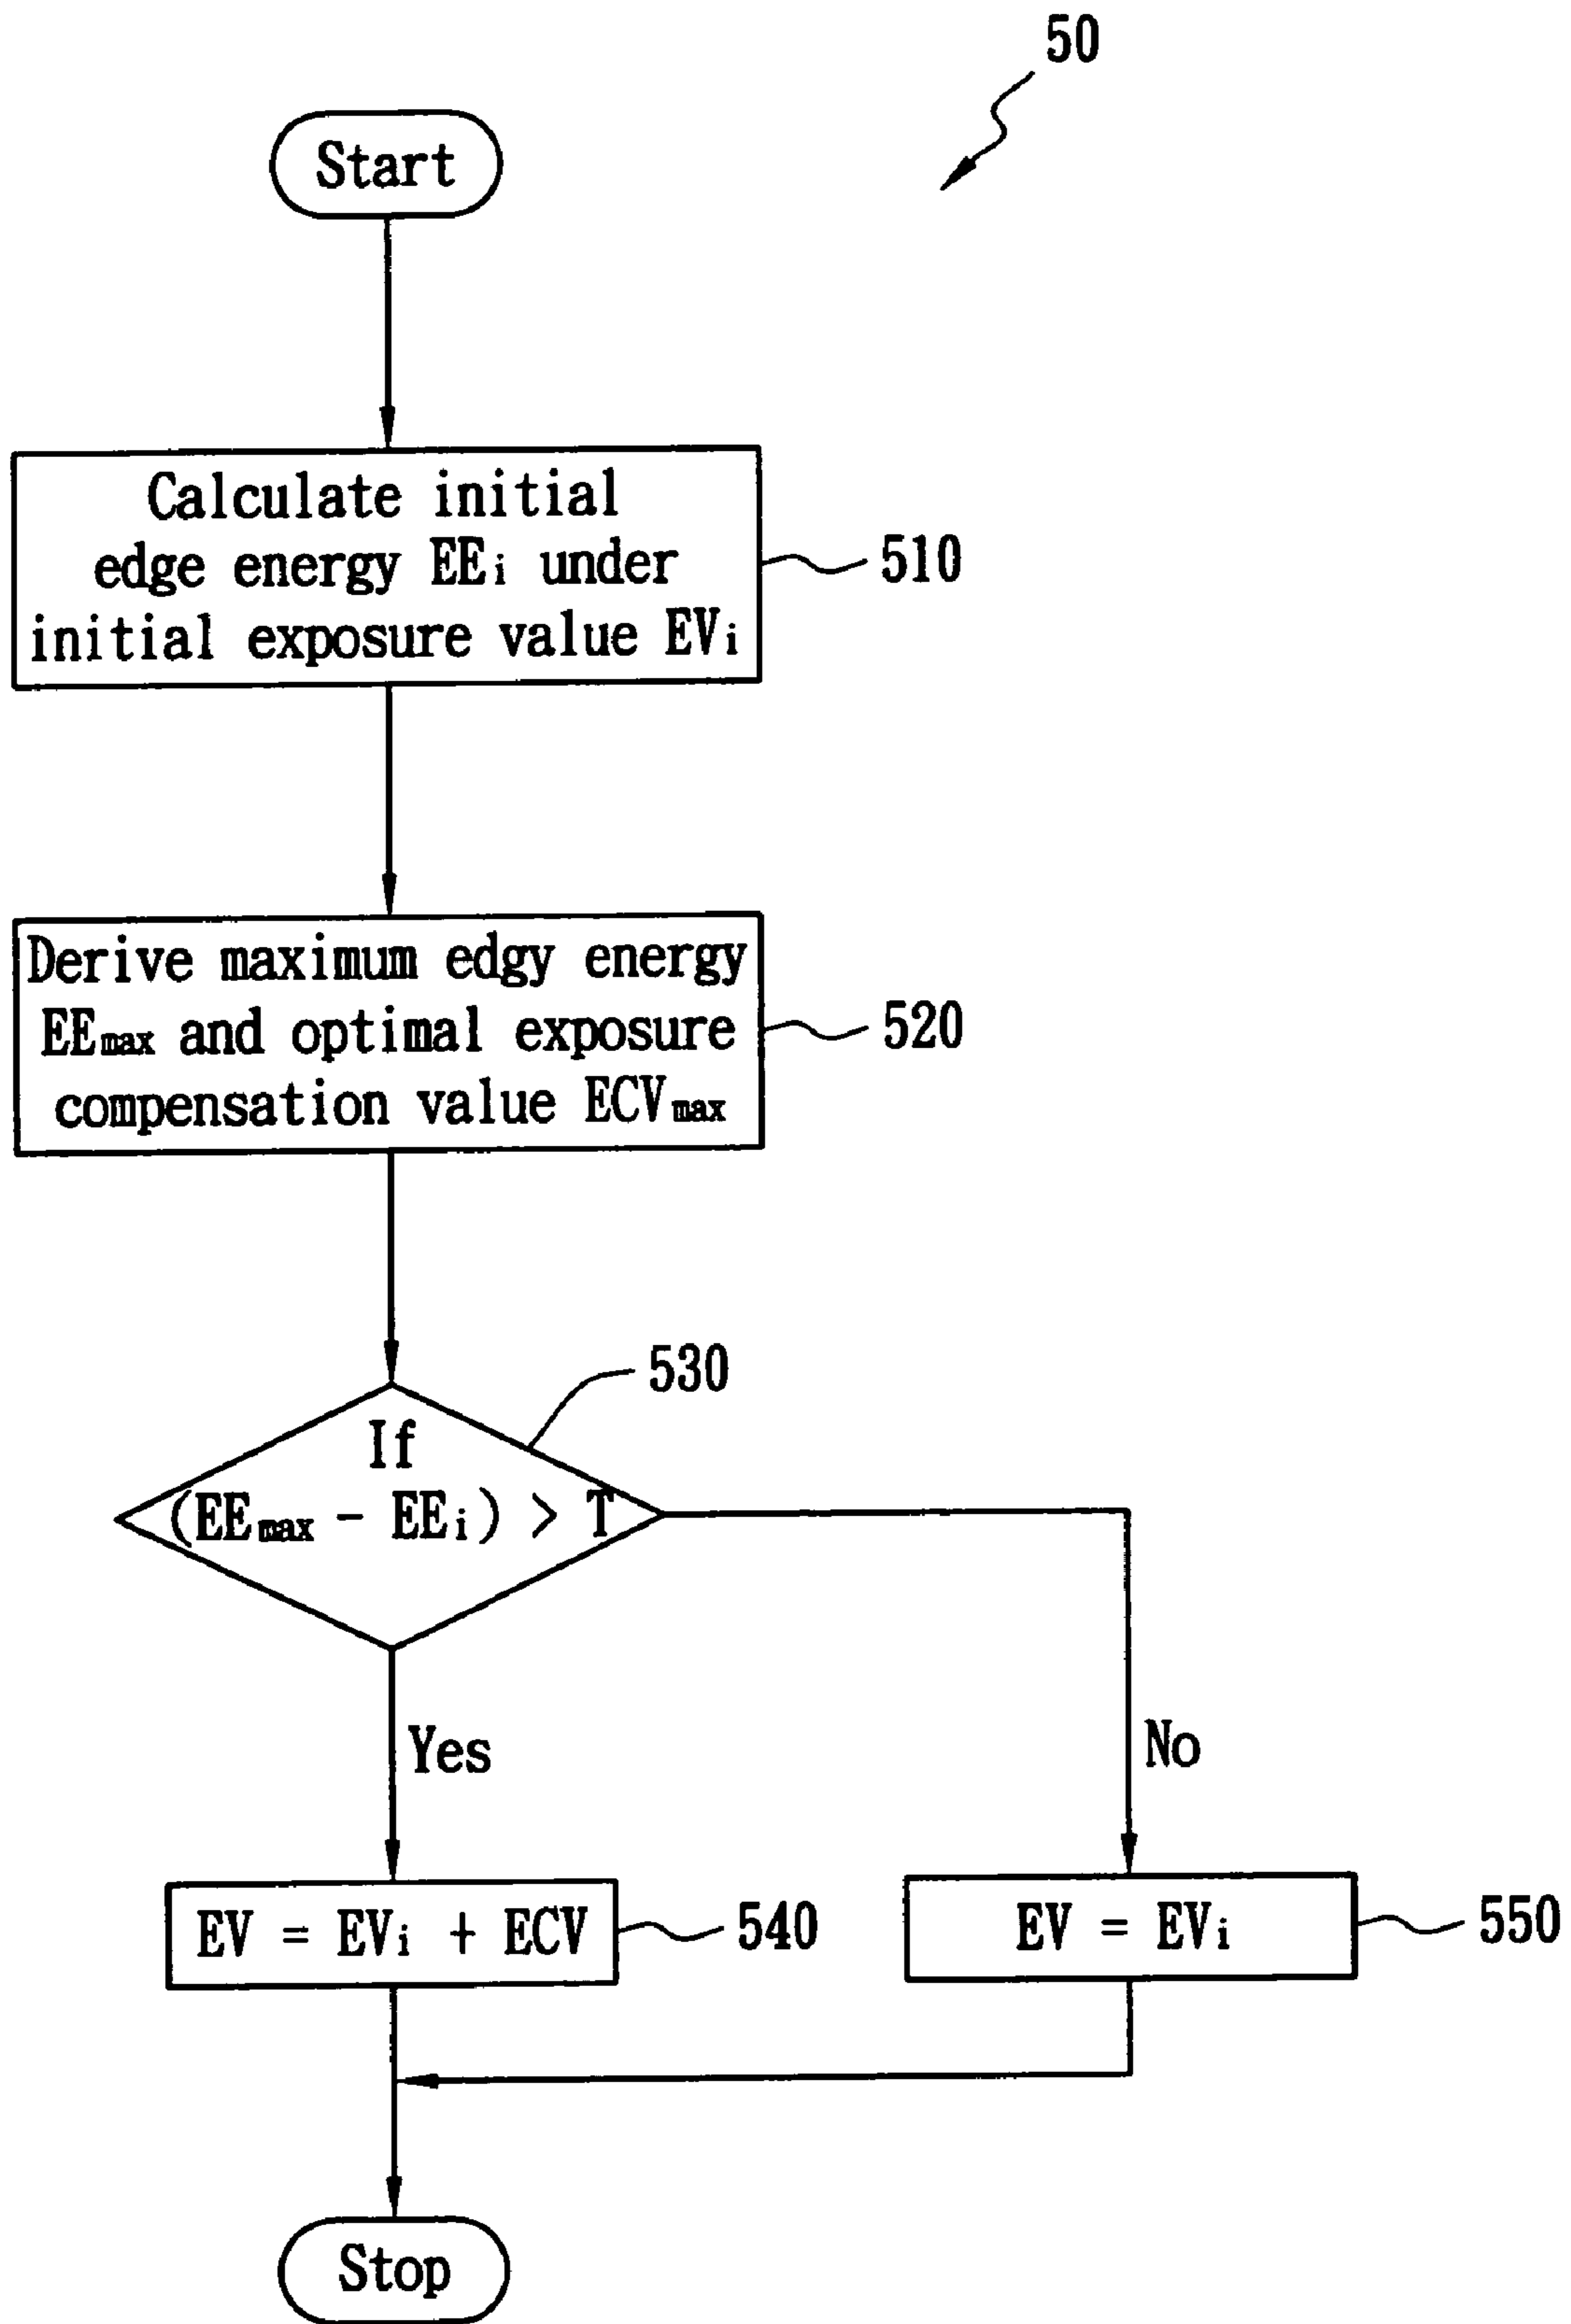 50
Start
Calculate initial
edge energy EEi under
initial exposure value EVi
510
Derive maximum edgy energy
EEmax and optimal exposure
compensation value ECVmax
520
530
If
(EEmax - EEi) > T
Yes
No
EV = EVi + ECV
540
EV = EVi
550
Stop